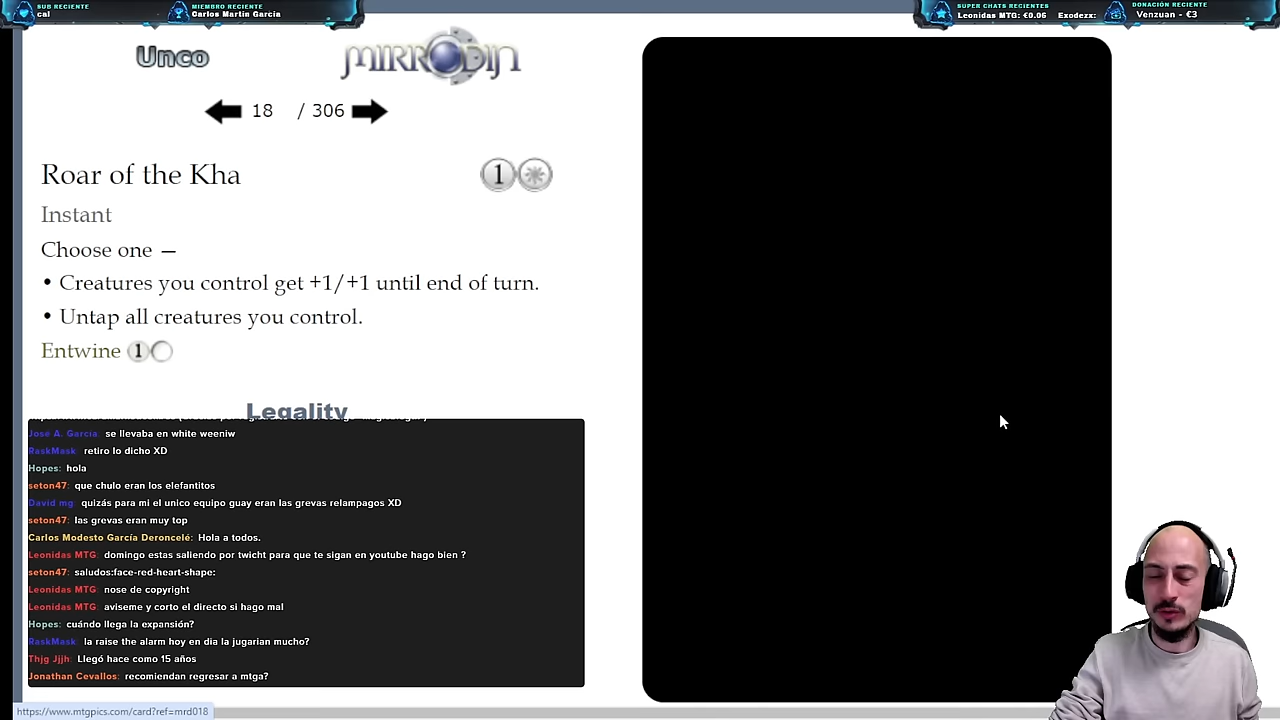 SUB RECIENTE
cal
MIEMBRO RECIENTE
Carlos Martin Garcia
SUPER CHATS RECIENTES
Leonidas MTG: €0.06 Exodezx:
DONACIÓN RECIENTE
Venzuan - €3
Unco
MIRRODIN
18 / 306
Roar of the Kha
1
Instant
Choose one —
• Creatures you control get +1/+1 until end of turn.
• Untap all creatures you control.
Entwine 1
Legality
José A. García: se llevaba en white weeniw
RaskMask: retiro lo dicho XD
Hopes: hola
seton47: que chulo eran los elefantitos
David mg: quizás para mi el unico equipo guay eran las grevas relampagos XD
seton47: las grevas eran muy top
Carlos Modesto García Deroncelé: Hola a todos.
Leonidas MTG: domingo estas saliendo por twicht para que te sigan en youtube hago bien ?
seton47: saludos:face-red-heart-shape:
Leonidas MTG: nose de copyright
Leonidas MTG: aviseme y corto el directo si hago mal
Hopes: cuándo llega la expansión?
RaskMask: la raise the alarm hoy en dia la jugarian mucho?
Thjg Jjjh: Llegó hace como 15 años
Jonathan Cevallos: recomiendan regresar a mtga?
https://www.mtgpics.com/card?ref=mrd018